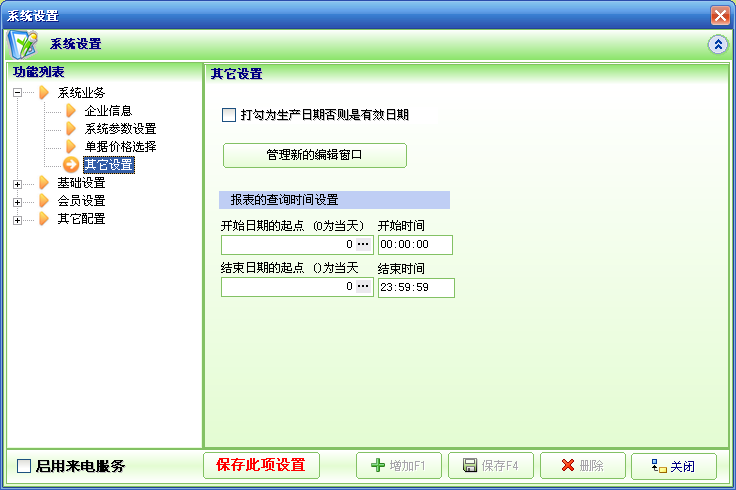 系统设置
系统设置
功能列表
系统业务
企业信息
系统参数设置
单据价格选择
其它设置
基础设置
会员设置
其它配置
其它设置
打勾为生产日期否则是有效日期
管理新的编辑窗口
报表的查询时间设置
开始日期的起点 (0为当天) 开始时间
0 ··· 00:00:00
结束日期的起点 ()为当天 结束时间
0 ··· 23:59:59
启用来电服务
保存此项设置
增加F1
保存F4
删除
关闭